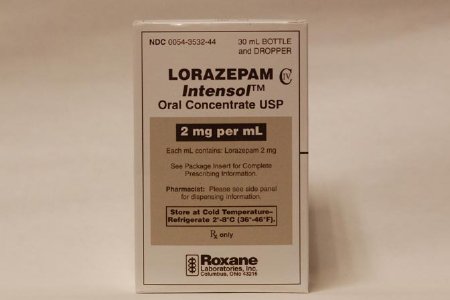 NDC 0054-3532-44
30 mL BOTTLE
and DROPPER
LORAZEPAM CIV
Intensol™
Oral Concentrate USP
2 mg per mL
Each mL contains: Lorazepam 2 mg
See Package Insert for Complete
Prescribing Information.
Pharmacist: Please see side panel
for dispensing information.
Store at Cold Temperature–
Refrigerate 2°-8°C (36°-46°F).
℞ only
Roxane
Laboratories, Inc.
Columbus, Ohio 43216